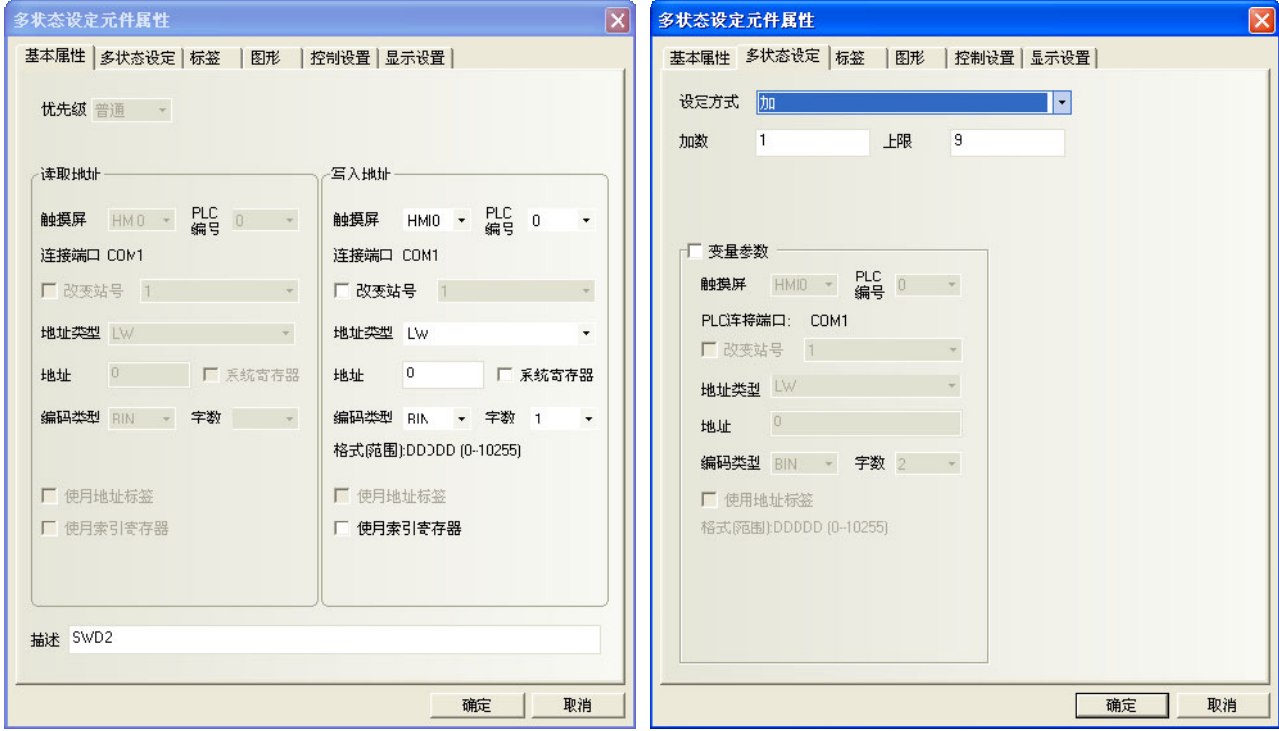 多状态设定元件属性
基本属性 多状态设定 标签 图形 控制设置 显示设置
优先级 普通
读取地址
触摸屏 HMI0 PLC编号 0
连接端口 COM1
改变站号 1
地址类型 LW
地址 0 系统寄存器
编码类型 BIN 字数
使用地址标签
使用索引寄存器
写入地址
触摸屏 HMI0 PLC编号 0
连接端口 COM1
改变站号 1
地址类型 LW
地址 0 系统寄存器
编码类型 BIN 字数 1
格式(范围):DDDDD (0~10255)
使用地址标签
使用索引寄存器
描述 SWD2
确定 取消
多状态设定元件属性
基本属性 多状态设定 标签 图形 控制设置 显示设置
设定方式 加
加数 1 上限 9
变量参数
触摸屏 HMI0 PLC编号 0
PLC连接端口: COM1
改变站号 1
地址类型 LW
地址 0
编码类型 BIN 字数 2
使用地址标签
格式(范围):DDDDD (0~10255)
确定 取消